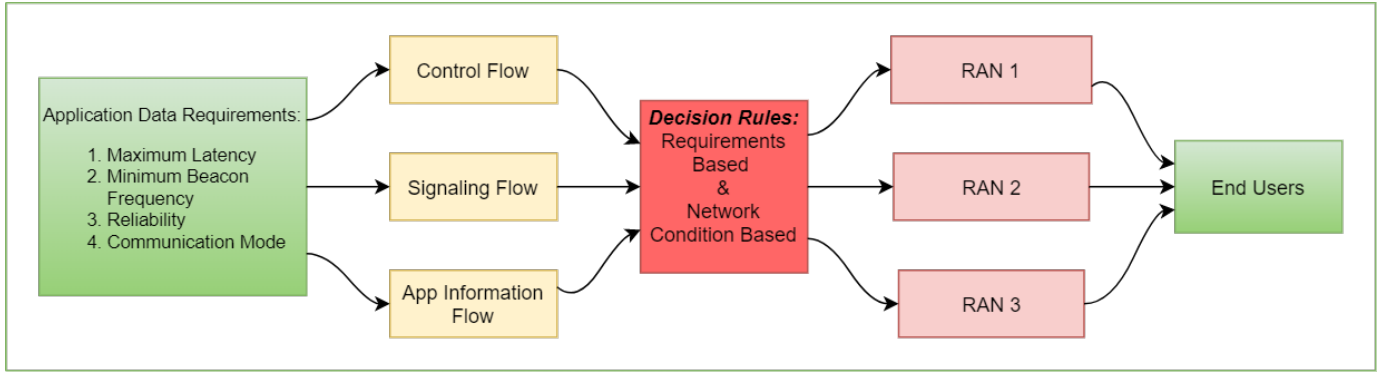 Application Data Requirements:
1. Maximum Latency
2. Minimum Beacon
Frequency
3. Reliability
4. Communication Mode
Control Flow
Signaling Flow
App Information
Flow
Decision Rules:
Requirements
Based
&
Network
Condition Based
RAN 1
RAN 2
RAN 3
End Users